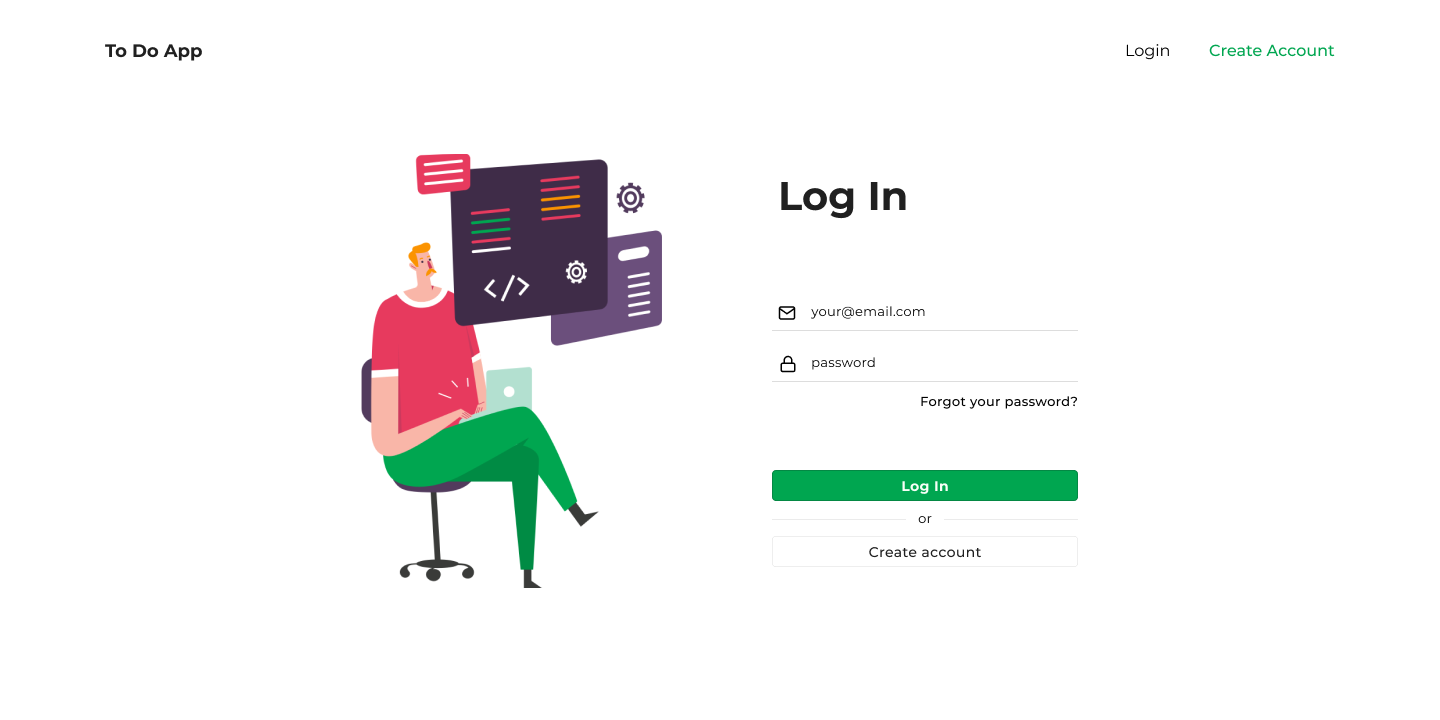 To Do App
Login
Create Account
</>
Log In
your@email.com
password
Forgot your password?
Log In
or
Create account